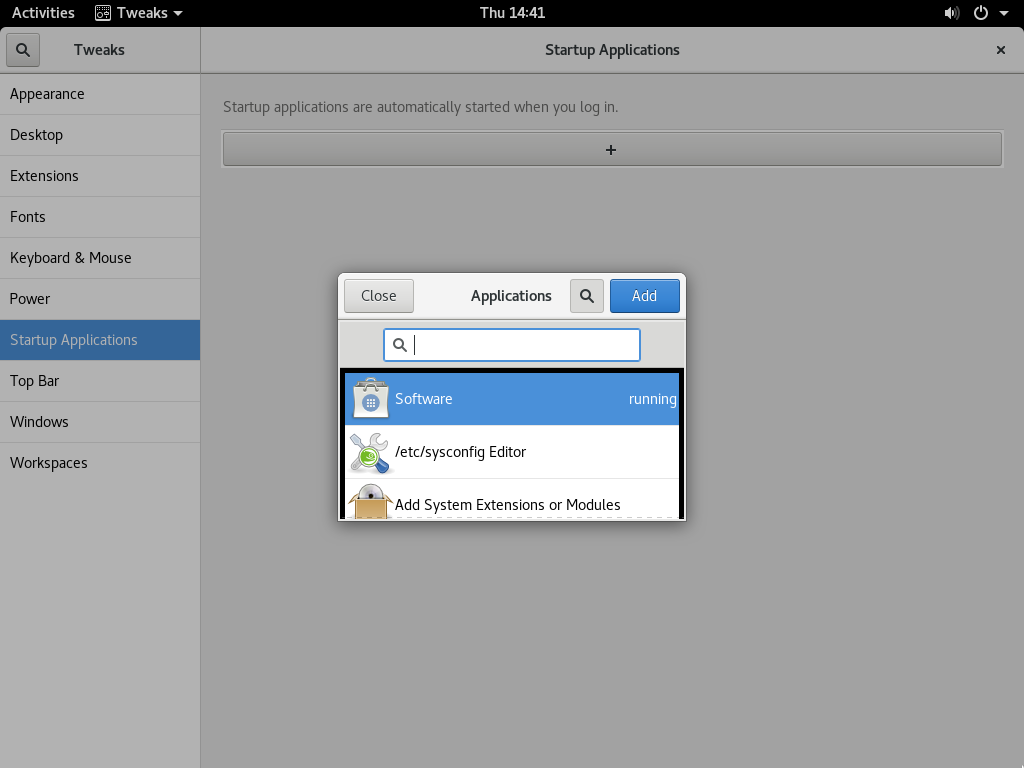 Activities
Tweaks
Thu 14:41
Tweaks
Startup Applications
Appearance
Desktop
Extensions
Fonts
Keyboard & Mouse
Power
Startup Applications
Top Bar
Windows
Workspaces
Startup applications are automatically started when you log in.
+
Close
Applications
Add
Software
running
/etc/sysconfig Editor
Add System Extensions or Modules